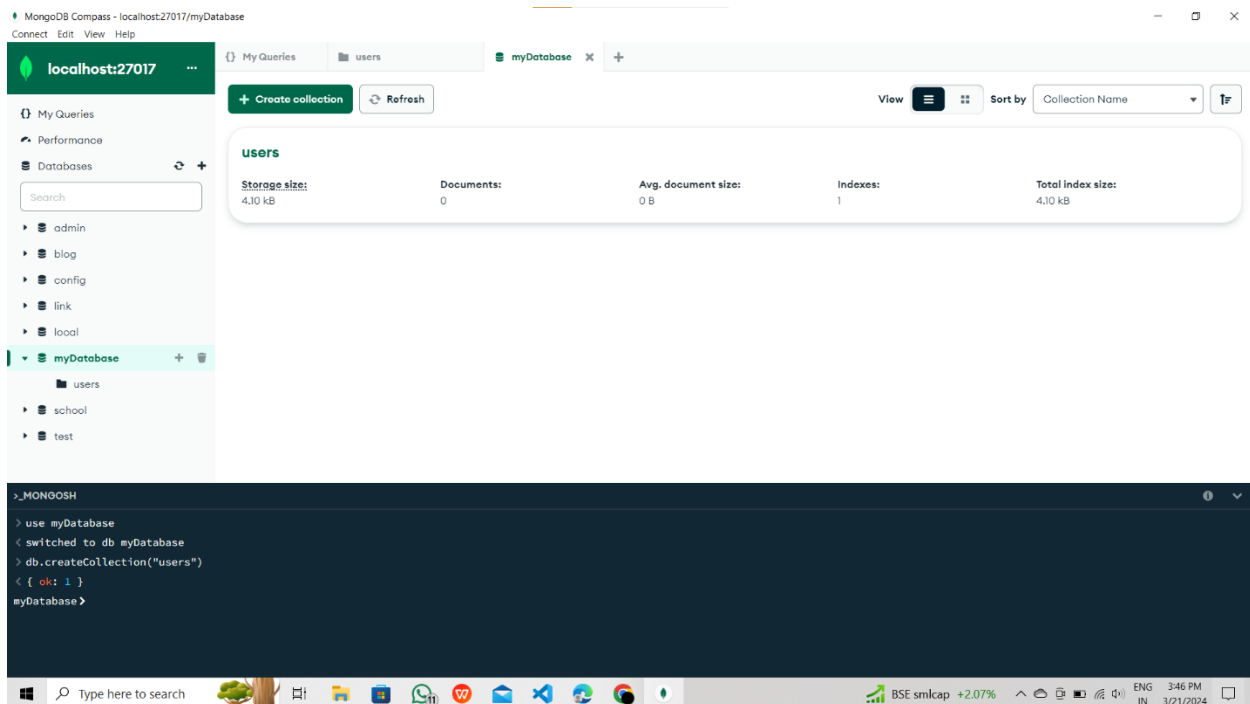 MongoDB Compass - localhost:27017/myDatabase
Connect Edit View Help
localhost:27017 ...
{} My Queries
Performance
Databases
Search
admin
blog
config
link
local
myDatabase
users
school
test
{} My Queries users myDatabase
+ Create collection Refresh View Sort by Collection Name
users
Storage size: Documents: Avg. document size: Indexes: Total index size:
4.10 kB 0 0 B 1 4.10 kB
>_MONGOSH
> use myDatabase
< switched to db myDatabase
> db.createCollection("users")
< { ok: 1 }
myDatabase>
Type here to search 11 W BSE smlcap +2.07% ENG 3:46 PM
IN 3/21/2024